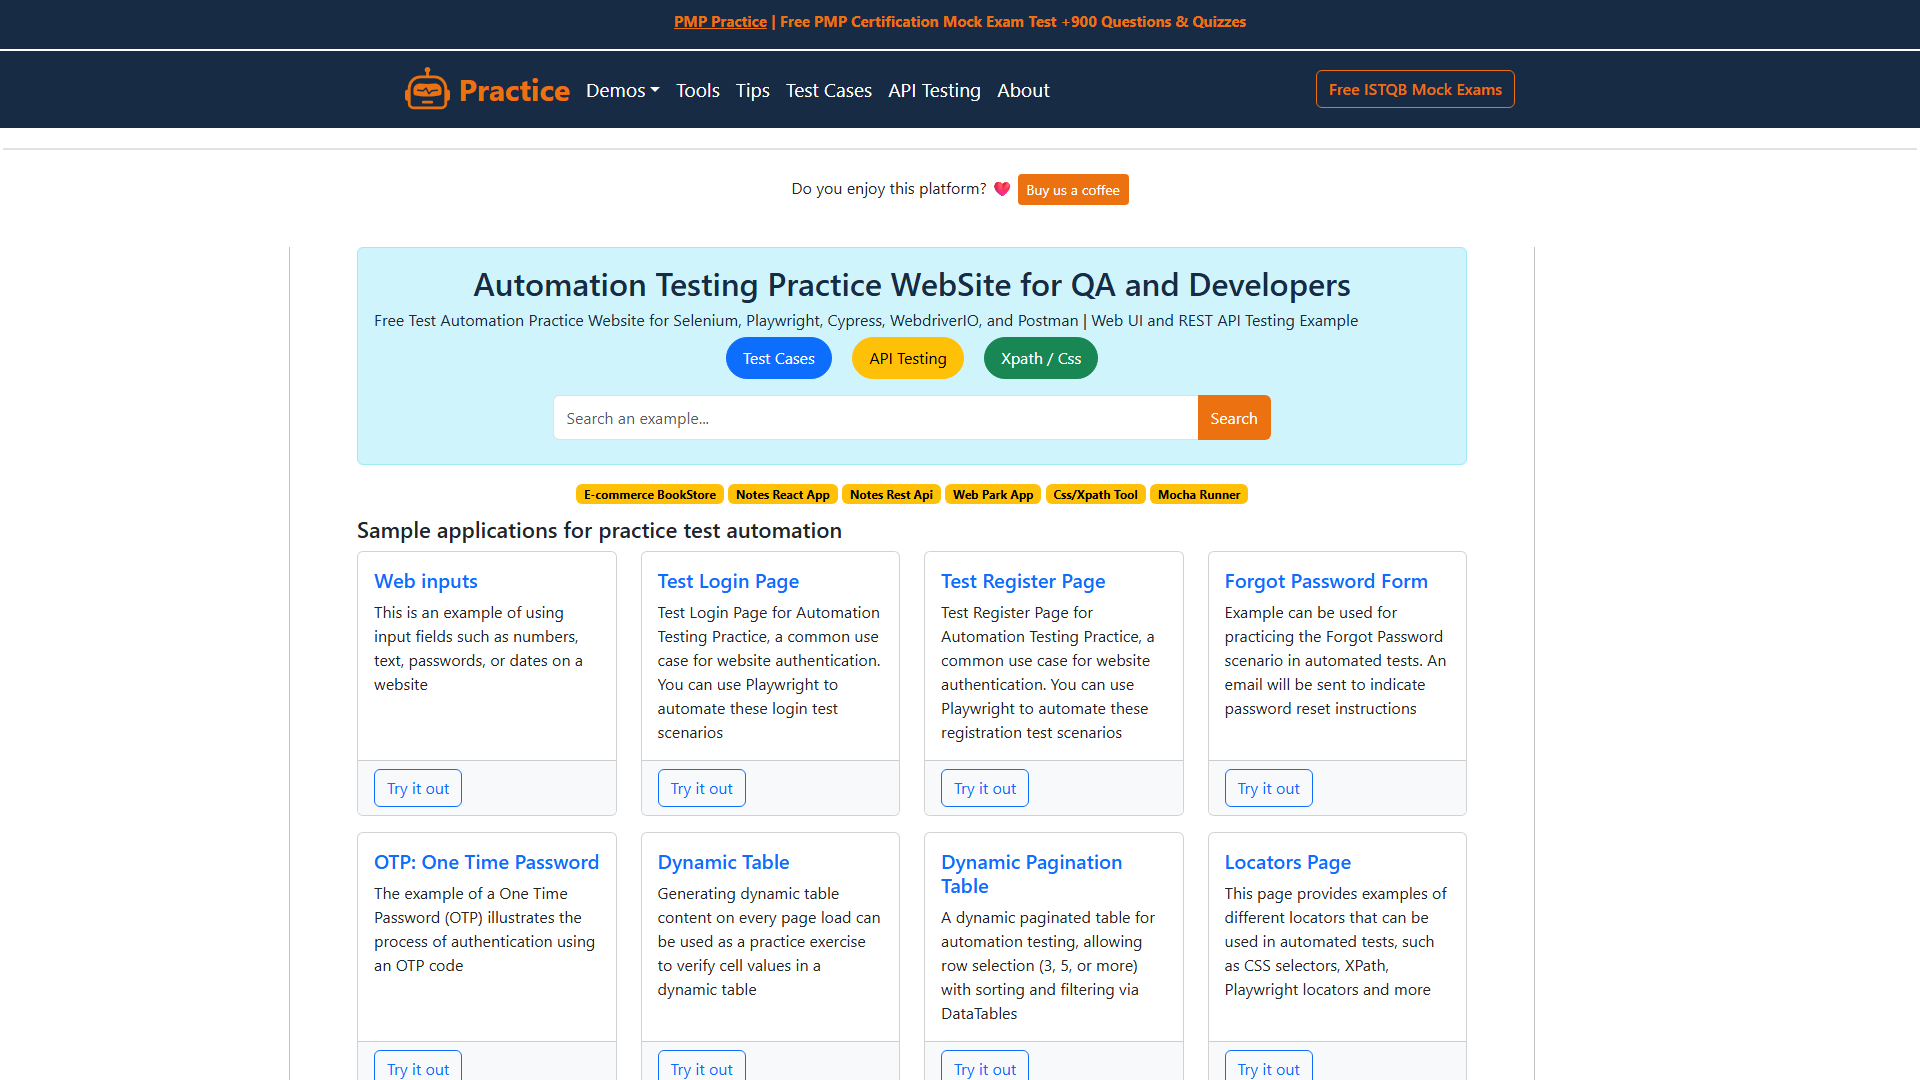 PMP Practice | Free PMP Certification Mock Exam Test +900 Questions & Quizzes
Practice
Demos
Tools
Tips
Test Cases
API Testing
About
Free ISTQB Mock Exams
Do you enjoy this platform?
Buy us a coffee
Automation Testing Practice WebSite for QA and Developers
Free Test Automation Practice Website for Selenium, Playwright, Cypress, WebdriverIO, and Postman | Web UI and REST API Testing Example
Test Cases
API Testing
Xpath / Css
Search an example...
Search
E-commerce BookStore
Notes React App
Notes Rest Api
Web Park App
Css/Xpath Tool
Mocha Runner
Sample applications for practice test automation
Web inputs
This is an example of using
input fields such as numbers,
text, passwords, or dates on a
website
Try it out
Test Login Page
Test Login Page for Automation
Testing Practice, a common use
case for website authentication.
You can use Playwright to
automate these login test
scenarios
Try it out
Test Register Page
Test Register Page for
Automation Testing Practice, a
common use case for website
authentication. You can use
Playwright to automate these
registration test scenarios
Try it out
Forgot Password Form
Example can be used for
practicing the Forgot Password
scenario in automated tests. An
email will be sent to indicate
password reset instructions
Try it out
OTP: One Time Password
The example of a One Time
Password (OTP) illustrates the
process of authentication using
an OTP code
Try it out
Dynamic Table
Generating dynamic table
content on every page load can
be used as a practice exercise
to verify cell values in a
dynamic table
Try it out
Dynamic Pagination
Table
A dynamic paginated table for
automation testing, allowing
row selection (3, 5, or more)
with sorting and filtering via
DataTables
Try it out
Locators Page
This page provides examples of
different locators that can be
used in automated tests, such
as CSS selectors, XPath,
Playwright locators and more
Try it out